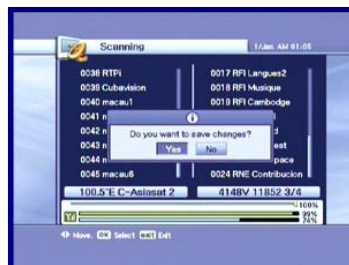 Scanning
1/Jan. AM 01:05
0038 RTPi
0039 Cubavision
0040 macau1
0041 m
0042 n
0043 n
0044 n
0045 macau6
0017 RFI Langues2
0018 RFI Musique
0019 RFI Cambodge
l
d
est
pace
0024 RNE Contribucion
Do you want to save changes?
Yes
No
100.5°E C-Asiasat 2
4148V 11852 3/4
100%
99%
74%
Move, OK Select exit Exit